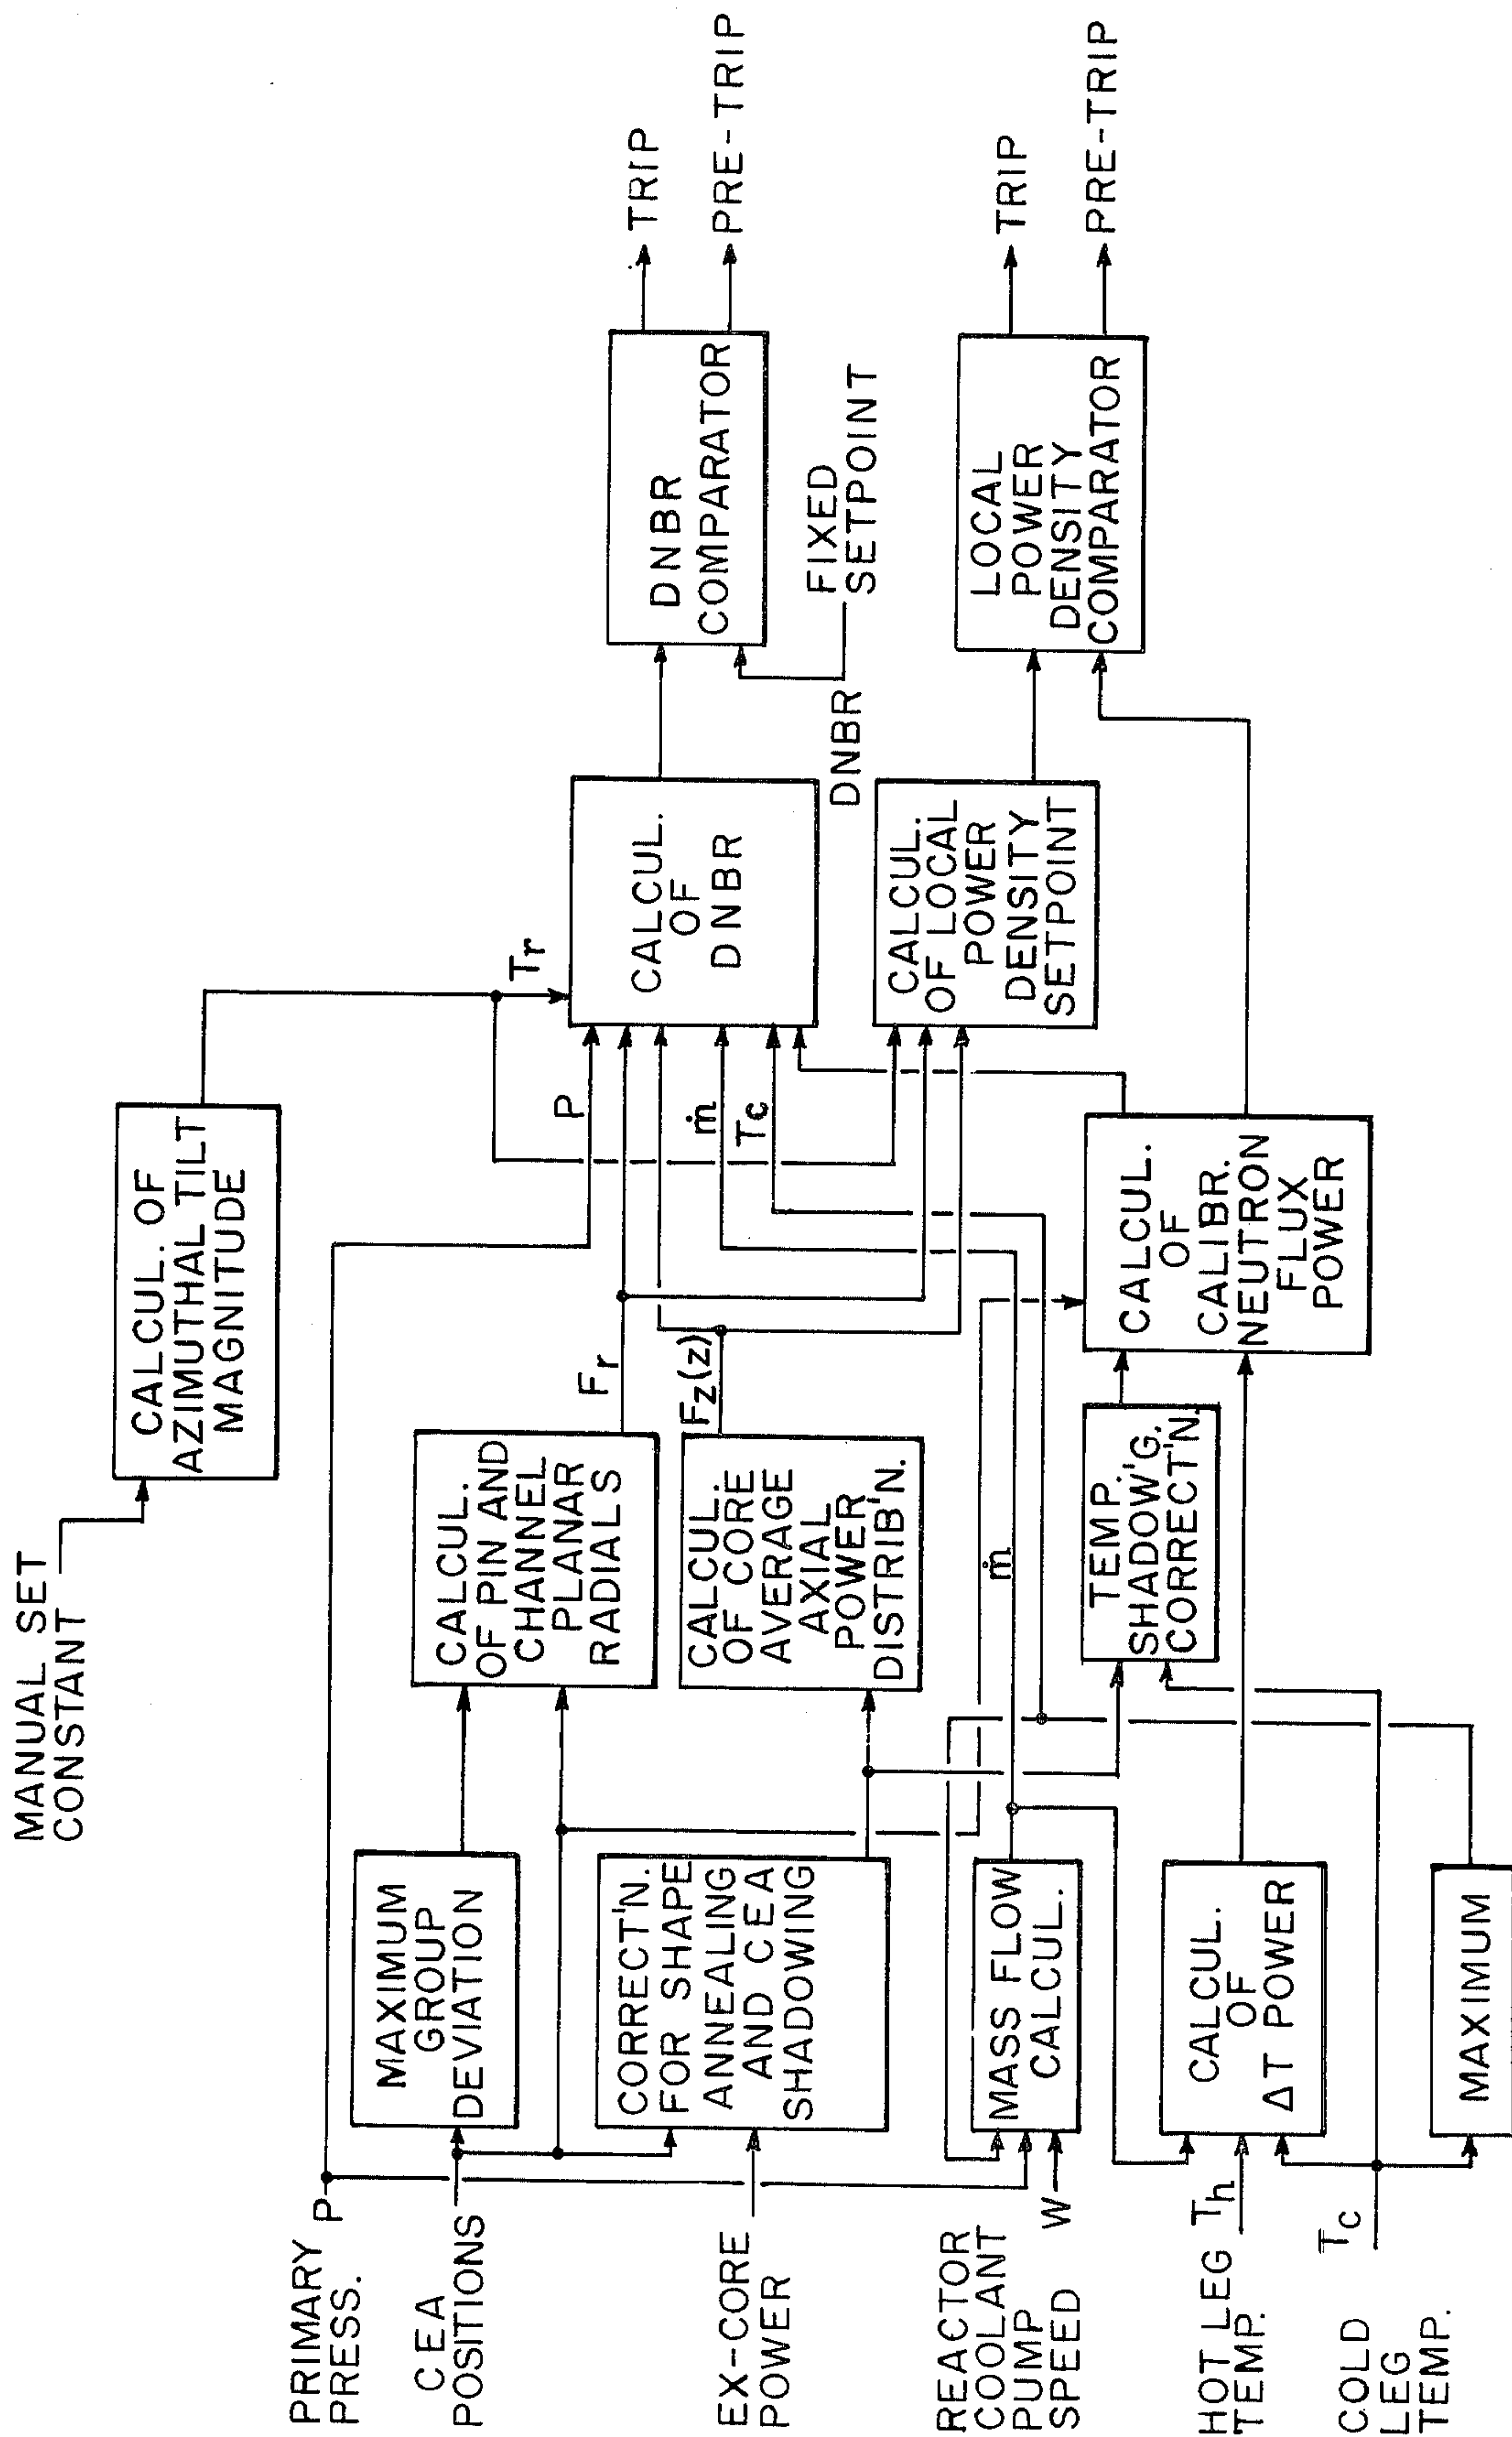 MANUAL SET
CONSTANT
CALCUL. OF
AZIMUTHAL TILT
MAGNITUDE
PRIMARY
PRESS.
P
CEA
POSITIONS
MAXIMUM
GROUP
DEVIATION
CALCUL.
OF PIN AND
CHANNEL
PLANAR
RADIALS
Fr
P
Tr
CALCUL.
OF
DNBR
DNBR
COMPARATOR
TRIP
PRE-TRIP
EX-CORE
POWER
CORRECT'N.
FOR SHAPE
ANNEALING
AND CEA
SHADOWING
CALCUL.
OF CORE
AVERAGE
AXIAL
POWER
DISTRIB'N.
Fz(z)
ṁ
Tc
DNBR
FIXED
SETPOINT
REACTOR
COOLANT
PUMP
SPEED
W
MASS FLOW
CALCUL.
ṁ
CALCUL.
OF LOCAL
POWER
DENSITY
SETPOINT
LOCAL
POWER
DENSITY
COMPARATOR
TRIP
PRE-TRIP
HOT LEG
TEMP.
Th
CALCUL.
OF
ΔT POWER
TEMP.
SHADOW'G.
CORRECT'N.
CALCUL.
OF
CALIBR.
NEUTRON
FLUX
POWER
COLD
LEG
TEMP.
Tc
MAXIMUM